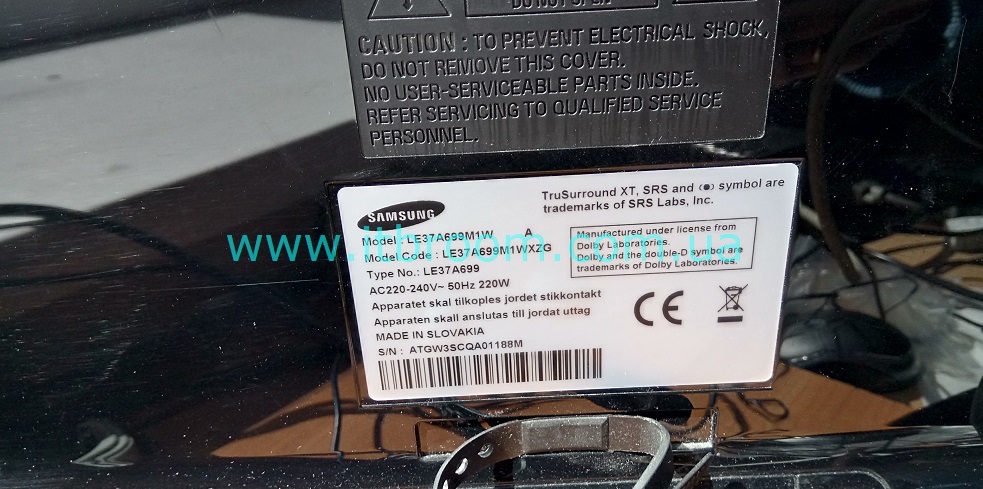 CAUTION : TO PREVENT ELECTRICAL SHOCK,
DO NOT REMOVE THIS COVER.
NO USER-SERVICEABLE PARTS INSIDE.
REFER SERVICING TO QUALIFIED SERVICE
PERSONNEL.
SAMSUNG
TruSurround XT, SRS and (●) symbol are
trademarks of SRS Labs, Inc.
Model : LE37A699M1W A
Model Code : LE37A699M1WXZG
Type No.: LE37A699
AC220-240V~ 50Hz 220W
Manufactured under license from
Dolby Laboratories.
Dolby and the double-D symbol are
trademarks of Dolby Laboratories.
Apparatet skal tilkoples jordet stikkontakt
Apparaten skall anslutas till jordat uttag
MADE IN SLOVAKIA
S/N : ATGW3SCQA01188M
CE
www.itbroom.com.ua